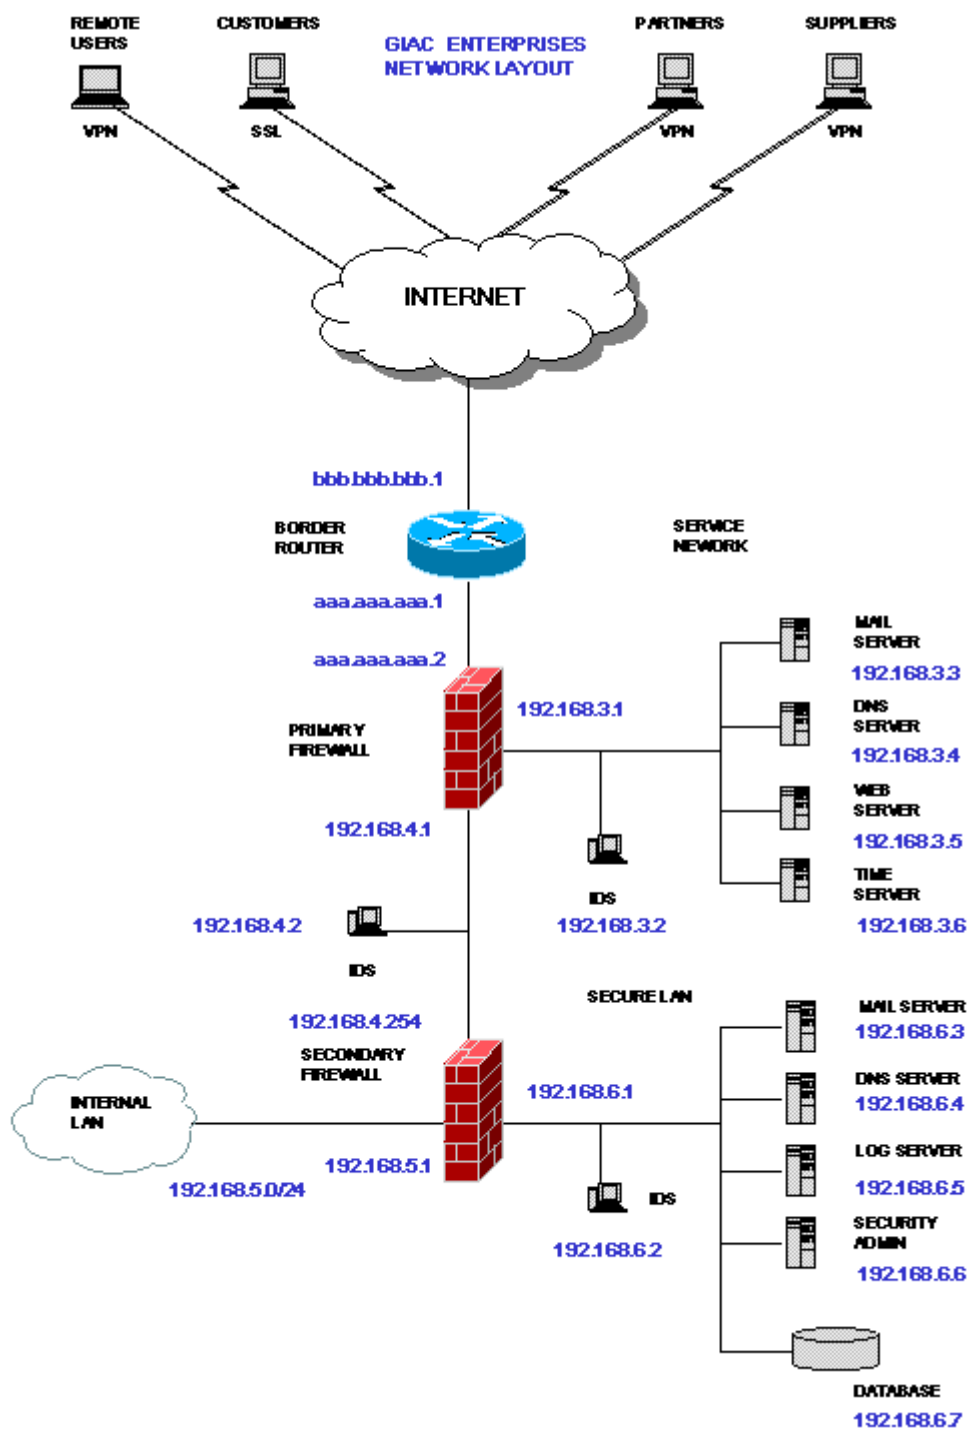 REMOTE
USERS
CUSTOMERS
GIAC ENTERPRISES
NETWORK LAYOUT
PARTNERS
SUPPLIERS
VPN
SSL
VPN
VPN
INTERNET
bbb.bbb.bbb.1
BORDER
ROUTER
SERVICE
NEWORK
aaa.aaa.aaa.1
aaa.aaa.aaa.2
MAIL
SERVER
192.168.3.3
192.168.3.1
DNS
SERVER
192.168.3.4
PRIMARY
FIREWALL
WEB
SERVER
192.168.3.5
192.168.4.1
TIME
SERVER
192.168.3.6
IDS
192.168.3.2
192.168.4.2
IDS
SECURE LAN
192.168.4.254
MAIL SERVER
192.168.6.3
SECONDARY
FIREWALL
DNS SERVER
192.168.6.4
192.168.6.1
INTERNAL
LAN
LOG SERVER
192.168.6.5
192.168.5.1
192.168.5.0/24
IDS
192.168.6.2
SECURITY
ADMIN
192.168.6.6
DATABASE
192.168.6.7